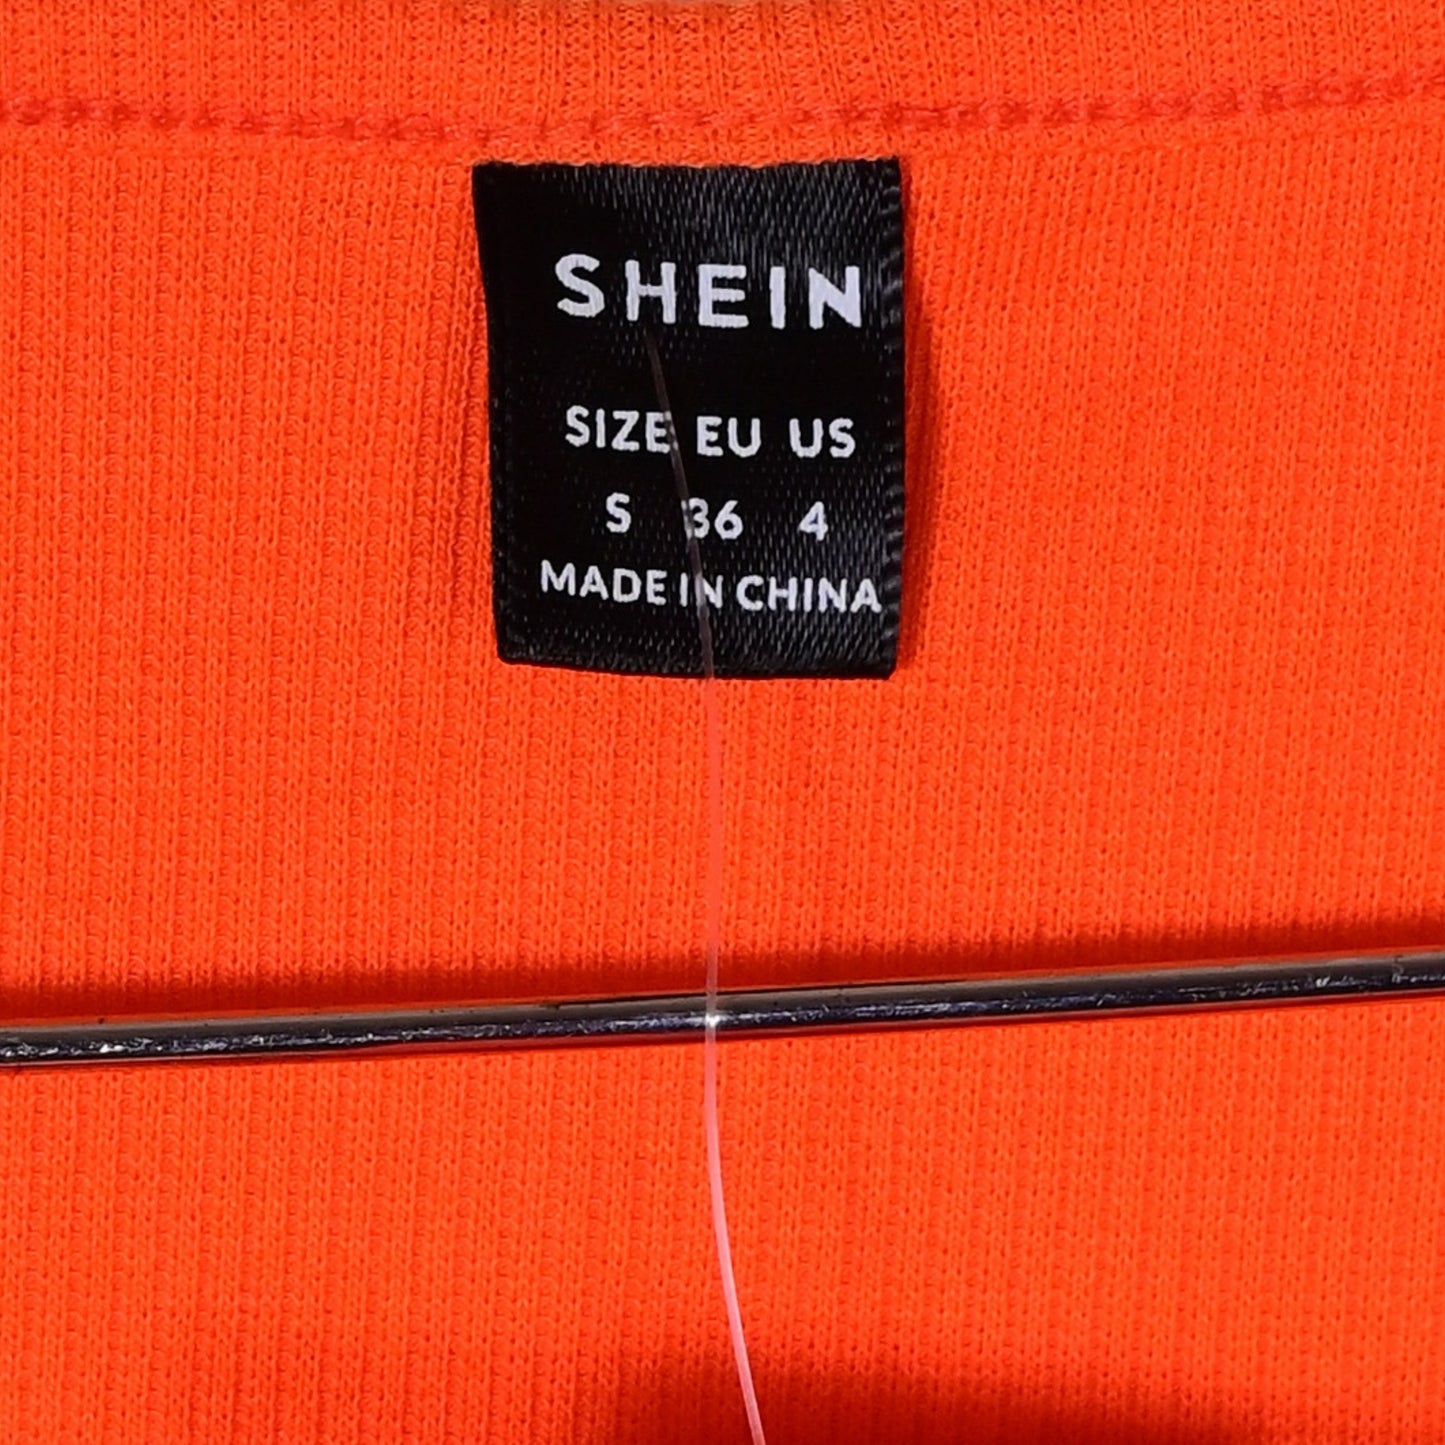 SHEIN
SIZE EU US
S 36 4
MADE IN CHINA